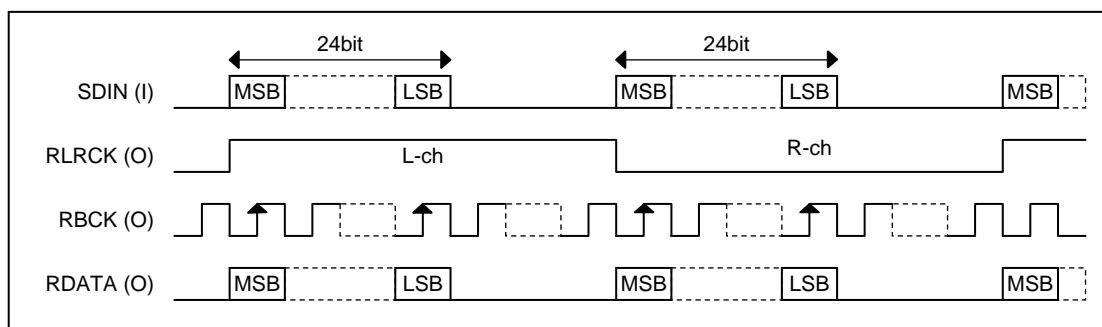 24bit 24bit
SDIN (I) MSB LSB MSB LSB MSB
RLRCK (O) L-ch R-ch
RBCK (O)
RDATA (O) MSB LSB MSB LSB MSB